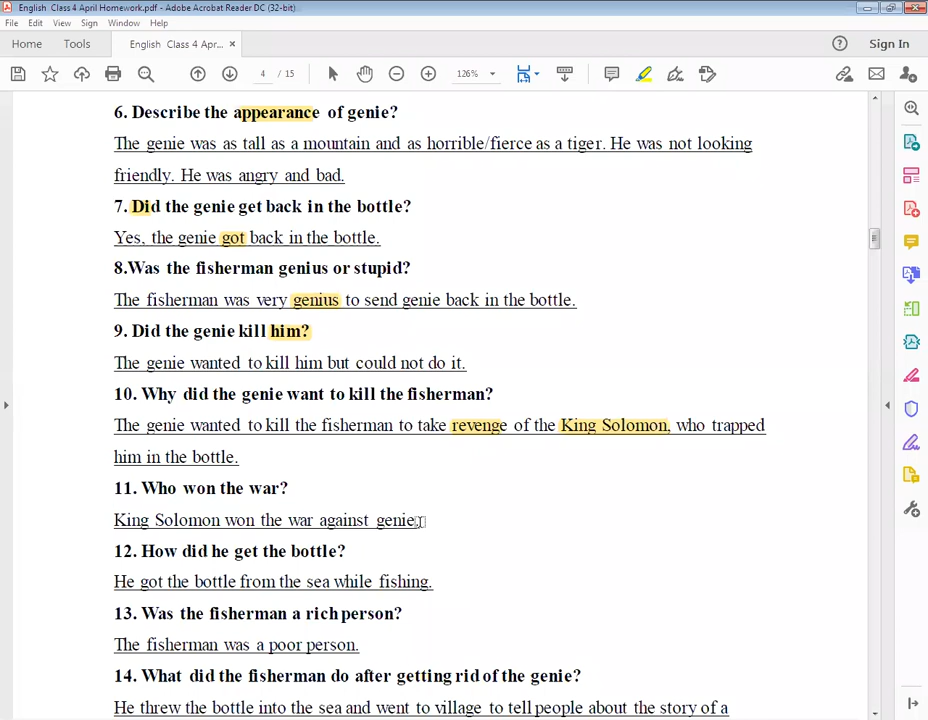 English Class 4 April Homework.pdf - Adobe Acrobat Reader DC (32-bit)
File Edit View Sign Window Help
Home Tools English Class 4 Apr... × Sign In
4 / 15 126%
6. Describe the appearance of genie?
The genie was as tall as a mountain and as horrible/fierce as a tiger. He was not looking
friendly. He was angry and bad.
7. Did the genie get back in the bottle?
Yes, the genie got back in the bottle.
8.Was the fisherman genius or stupid?
The fisherman was very genius to send genie back in the bottle.
9. Did the genie kill him?
The genie wanted to kill him but could not do it.
10. Why did the genie want to kill the fisherman?
The genie wanted to kill the fisherman to take revenge of the King Solomon, who trapped
him in the bottle.
11. Who won the war?
King Solomon won the war against genie.
12. How did he get the bottle?
He got the bottle from the sea while fishing.
13. Was the fisherman a rich person?
The fisherman was a poor person.
14. What did the fisherman do after getting rid of the genie?
He threw the bottle into the sea and went to village to tell people about the story of a